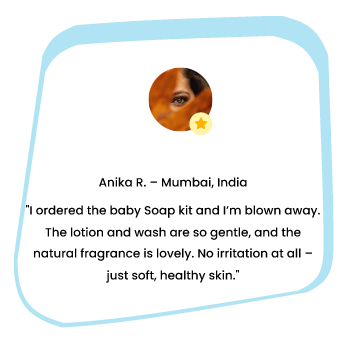 Anika R. – Mumbai, India
"I ordered the baby Soap kit and I’m blown away.
The lotion and wash are so gentle, and the
natural fragrance is lovely. No irritation at all –
just soft, healthy skin."